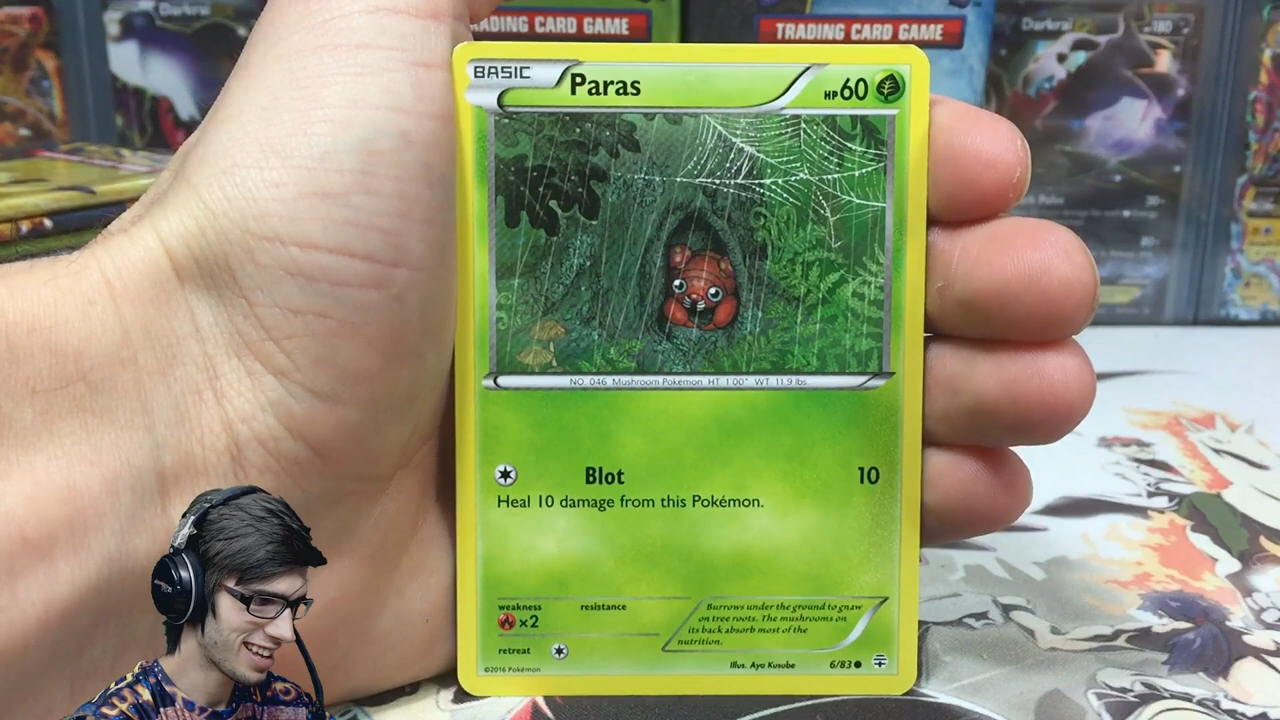 TRADING CARD GAME
TRADING CARD GAME
Darkrai
Darkrai
180
BASIC
Paras
HP60
NO. 046 Mushroom Pokémon HT 1'00" WT 11.9 lbs.
Blot
10
Heal 10 damage from this Pokémon.
weakness
resistance
×2
retreat
Burrows under the ground to gnaw
on tree roots. The mushrooms on
its back absorb most of the
nutrition.
Illus. Aya Kusube
6/83
©2016 Pokémon